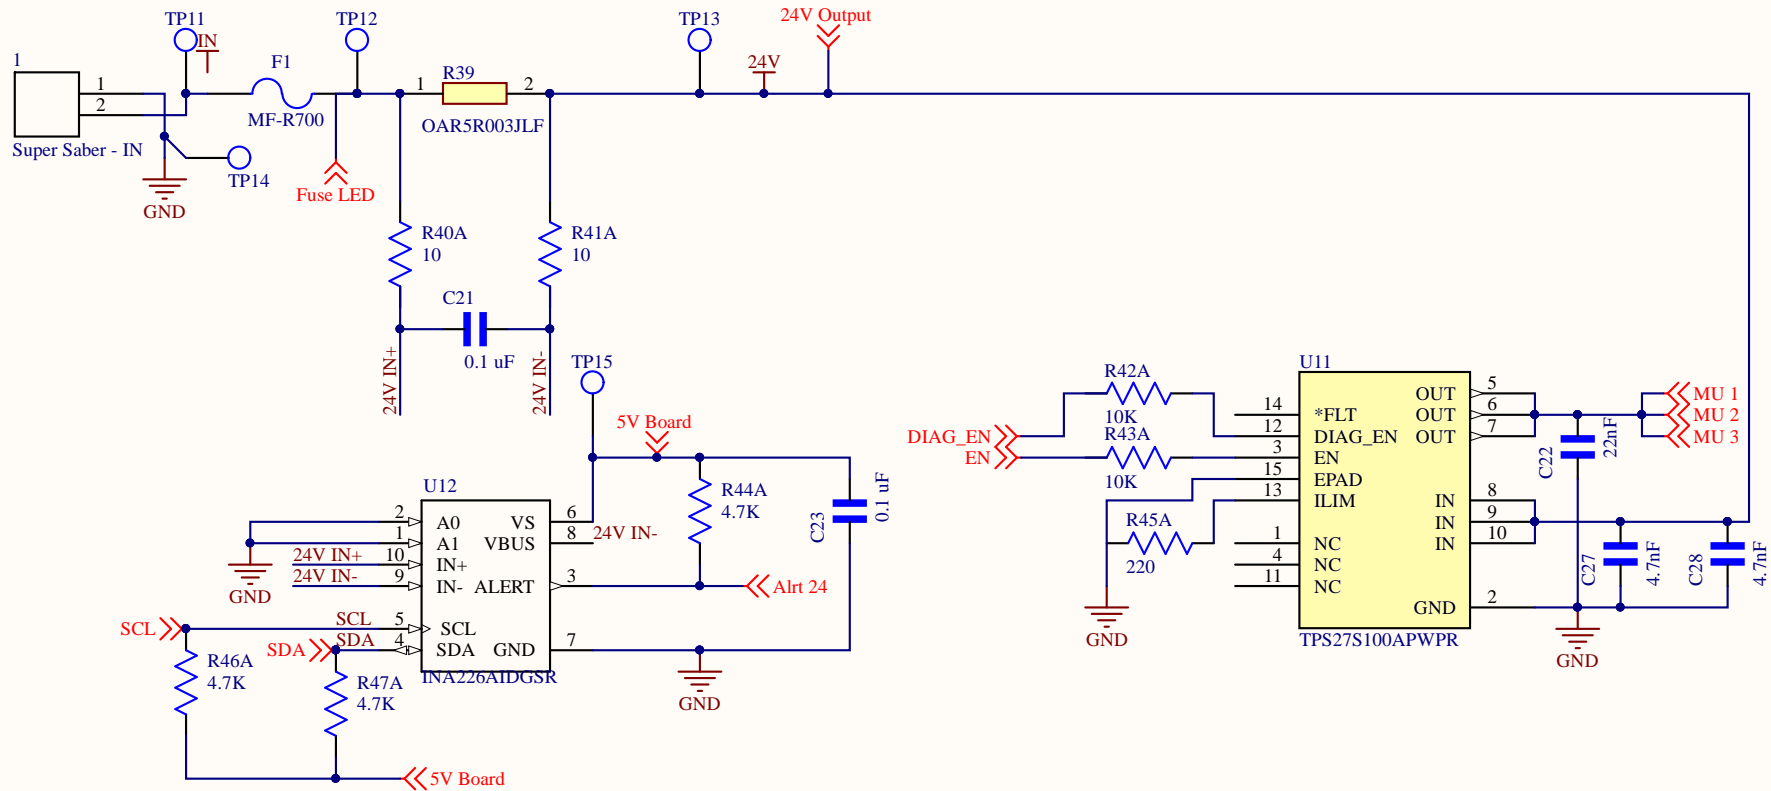 TP11
IN
TP12
TP13
24V Output
1
1
2
F1
MF-R700
1
R39
2
24V
OAR5R003JLF
Super Saber - IN
TP14
GND
Fuse LED
R40A
10
R41A
10
C21
0.1 uF
24V IN+
24V IN-
TP15
5V Board
U12
R44A
4.7K
C23
0.1 uF
2
A0
VS
6
1
A1
VBUS
8
24V IN-
24V IN+
10
IN+
24V IN-
9
IN-
ALERT
3
Alrt 24
GND
SCL
SCL
5
SCL
SDA
SDA
4
SDA
GND
7
INA226AIDGSR
GND
R46A
4.7K
R47A
4.7K
5V Board
U11
R42A
10K
R43A
10K
DIAG_EN
EN
14
*FLT
12
DIAG_EN
3
EN
15
EPAD
13
ILIM
1
NC
4
NC
11
NC
R45A
220
GND
OUT
5
OUT
6
OUT
7
IN
8
IN
9
IN
10
GND
2
TPS27S100APWPR
MU 1
MU 2
MU 3
C22
22nF
C27
4.7nF
C28
4.7nF
GND